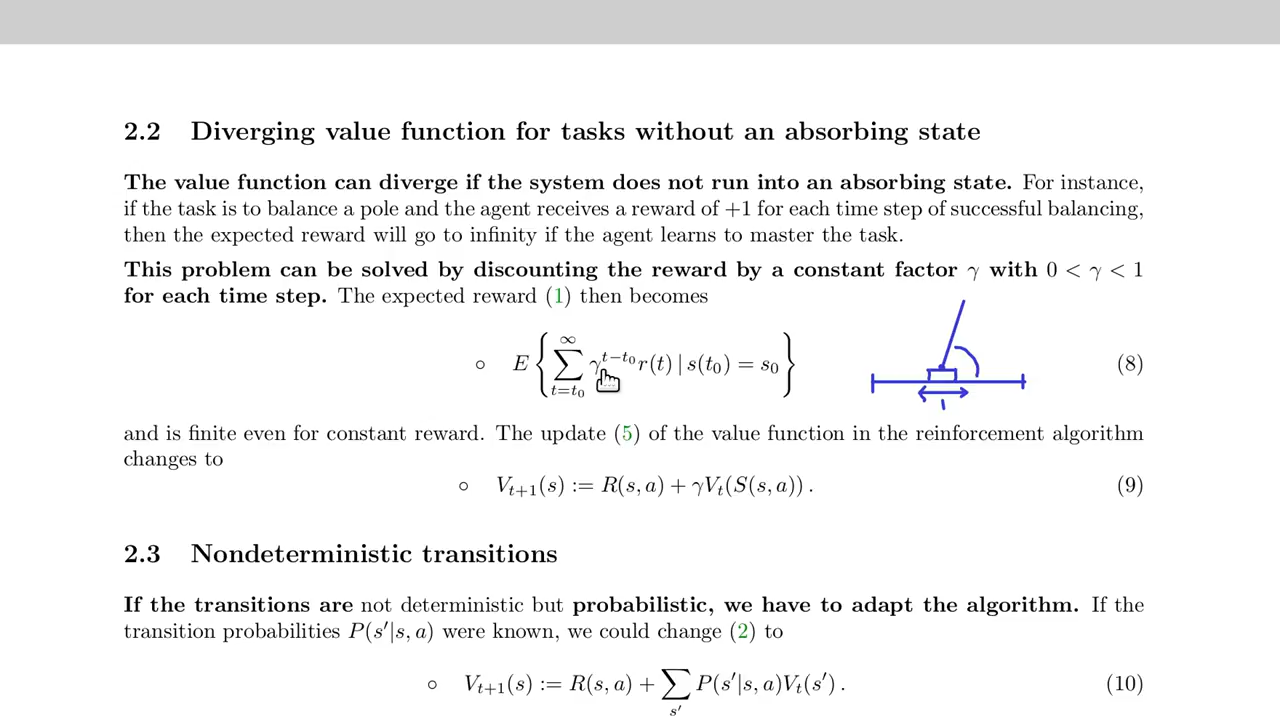 2.2 Diverging value function for tasks without an absorbing state
The value function can diverge if the system does not run into an absorbing state. For instance,
if the task is to balance a pole and the agent receives a reward of +1 for each time step of successful balancing,
then the expected reward will go to infinity if the agent learns to master the task.
This problem can be solved by discounting the reward by a constant factor γ with 0 < γ < 1
for each time step. The expected reward (1) then becomes
◦ E{∑_{t=t₀}^{∞} γ^{t−t₀} r(t) | s(t₀) = s₀} (8)
and is finite even for constant reward. The update (5) of the value function in the reinforcement algorithm
changes to
◦ V_{t+1}(s) := R(s, a) + γV_t(S(s, a)) . (9)
2.3 Nondeterministic transitions
If the transitions are not deterministic but probabilistic, we have to adapt the algorithm. If the
transition probabilities P(s′|s, a) were known, we could change (2) to
◦ V_{t+1}(s) := R(s, a) + ∑_{s′} P(s′|s, a)V_t(s′) . (10)